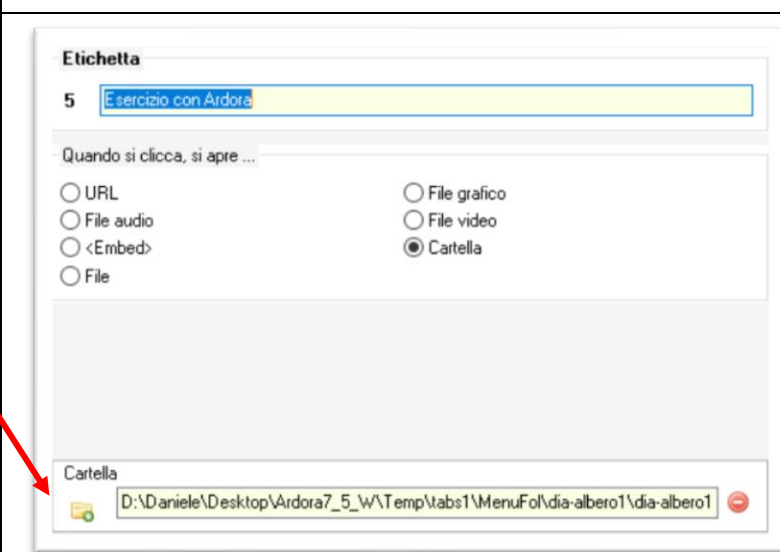 Etichetta
5 Esercizio con Ardora
Quando si clicca, si apre ...
URL
File grafico
File audio
File video
<Embed>
Cartella
File
Cartella
D:\Daniele\Desktop\Ardora7_5_W\Temp\tabs1\MenuFol\dia-albero1\dia-albero1